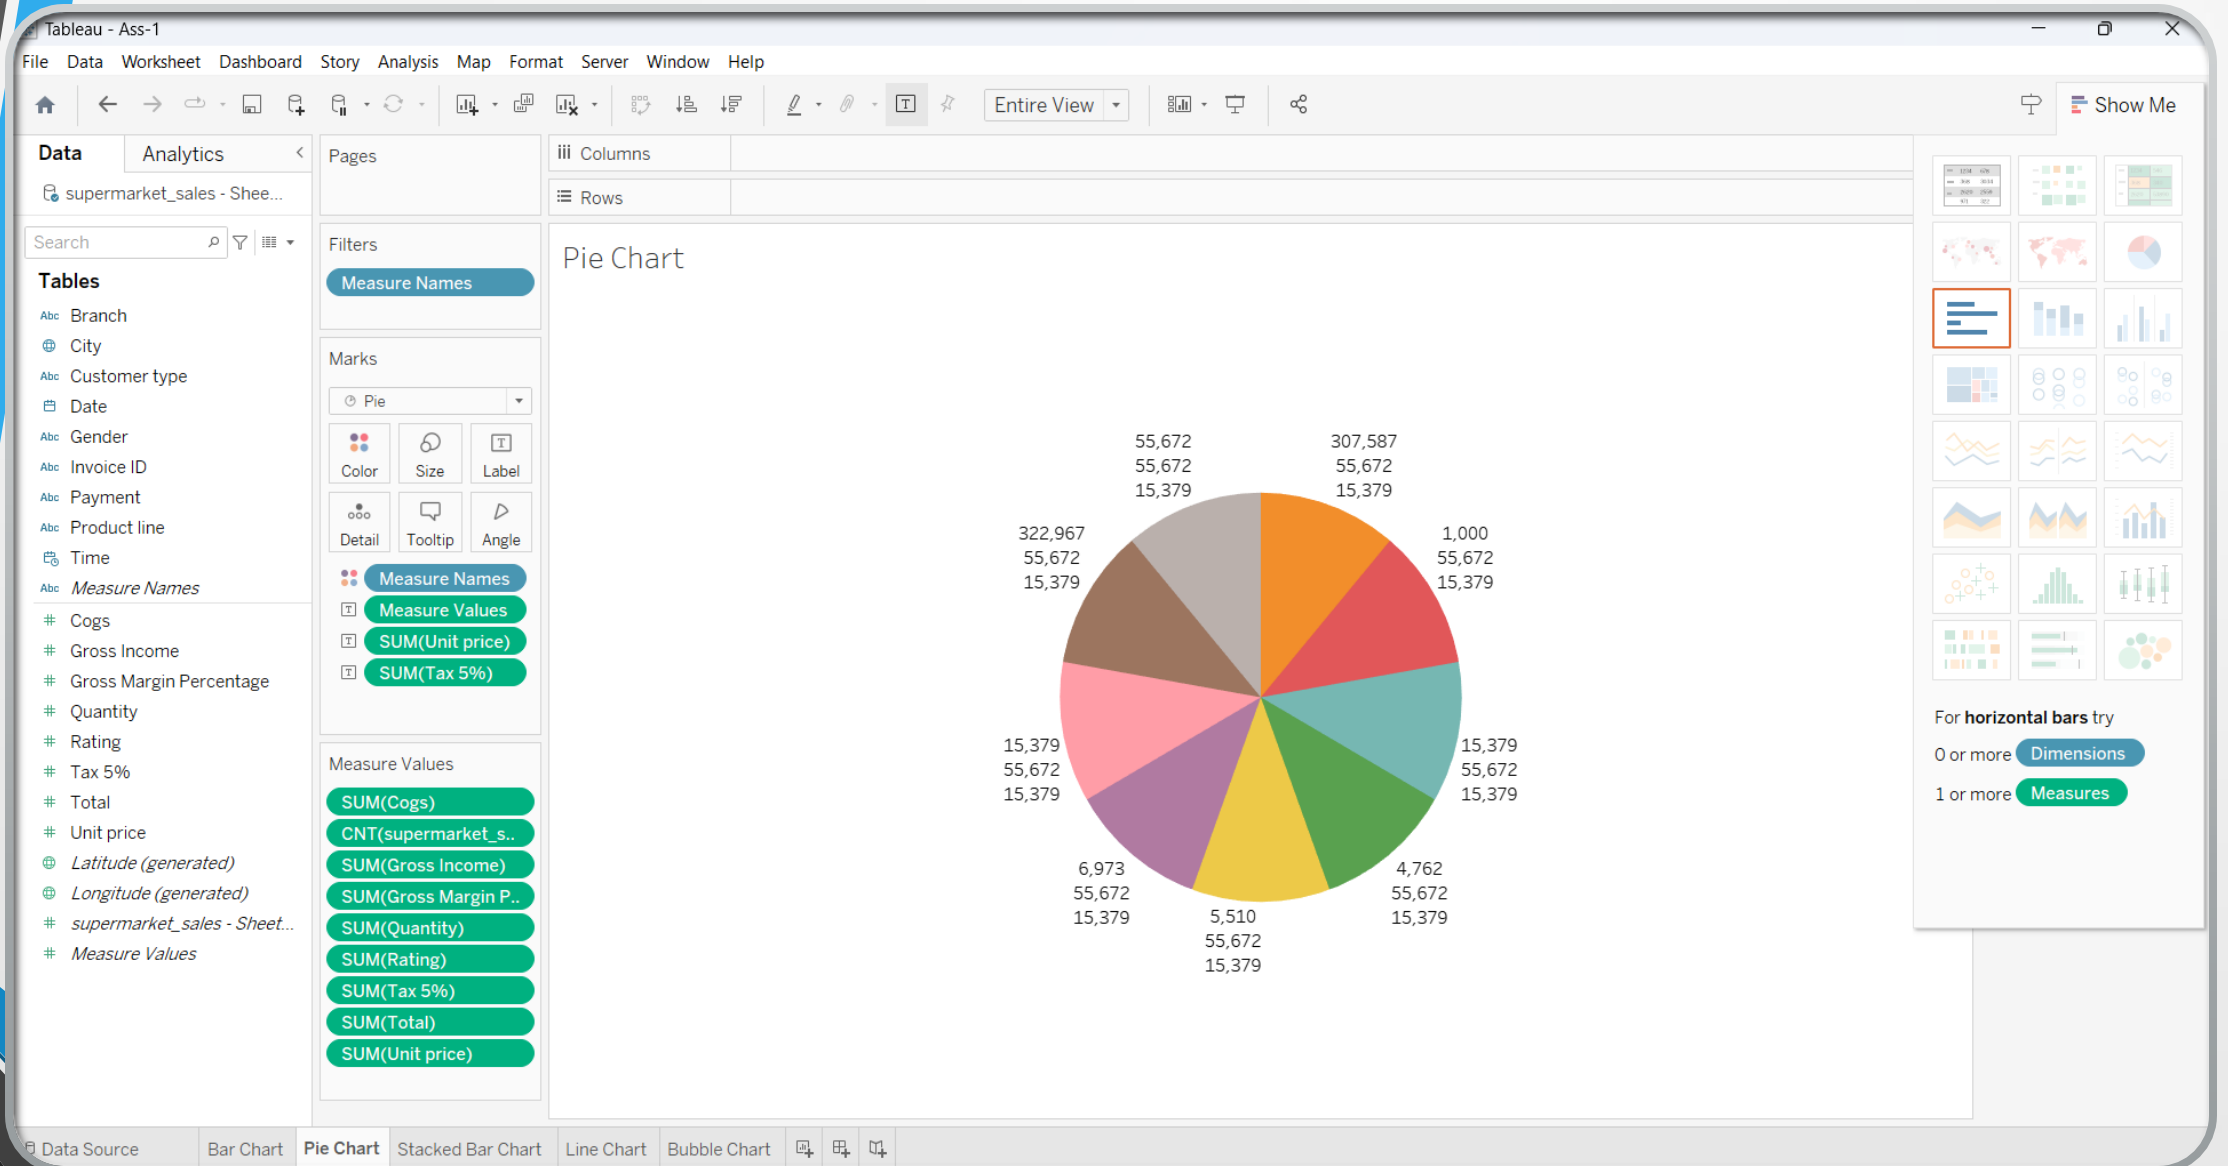 Tableau - Ass-1
File Data Worksheet Dashboard Story Analysis Map Format Server Window Help
Entire View
Show Me
Data
Analytics
supermarket_sales - Shee...
Search
Tables
Abc Branch
City
Abc Customer type
Date
Abc Gender
Abc Invoice ID
Abc Payment
Abc Product line
Time
Abc Measure Names
# Cogs
# Gross Income
# Gross Margin Percentage
# Quantity
# Rating
# Tax 5%
# Total
# Unit price
Latitude (generated)
Longitude (generated)
# supermarket_sales - Sheet...
# Measure Values
Pages
Filters
Measure Names
Marks
Pie
Color Size Label
Detail Tooltip Angle
Measure Names
Measure Values
SUM(Unit price)
SUM(Tax 5%)
Measure Values
SUM(Cogs)
CNT(supermarket_s..
SUM(Gross Income)
SUM(Gross Margin P..
SUM(Quantity)
SUM(Rating)
SUM(Tax 5%)
SUM(Total)
SUM(Unit price)
Columns
Rows
Pie Chart
55,672
55,672
15,379
307,587
55,672
15,379
322,967
55,672
15,379
1,000
55,672
15,379
15,379
55,672
15,379
15,379
55,672
15,379
6,973
55,672
15,379
4,762
55,672
15,379
5,510
55,672
15,379
For horizontal bars try
0 or more Dimensions
1 or more Measures
Data Source
Bar Chart
Pie Chart
Stacked Bar Chart
Line Chart
Bubble Chart